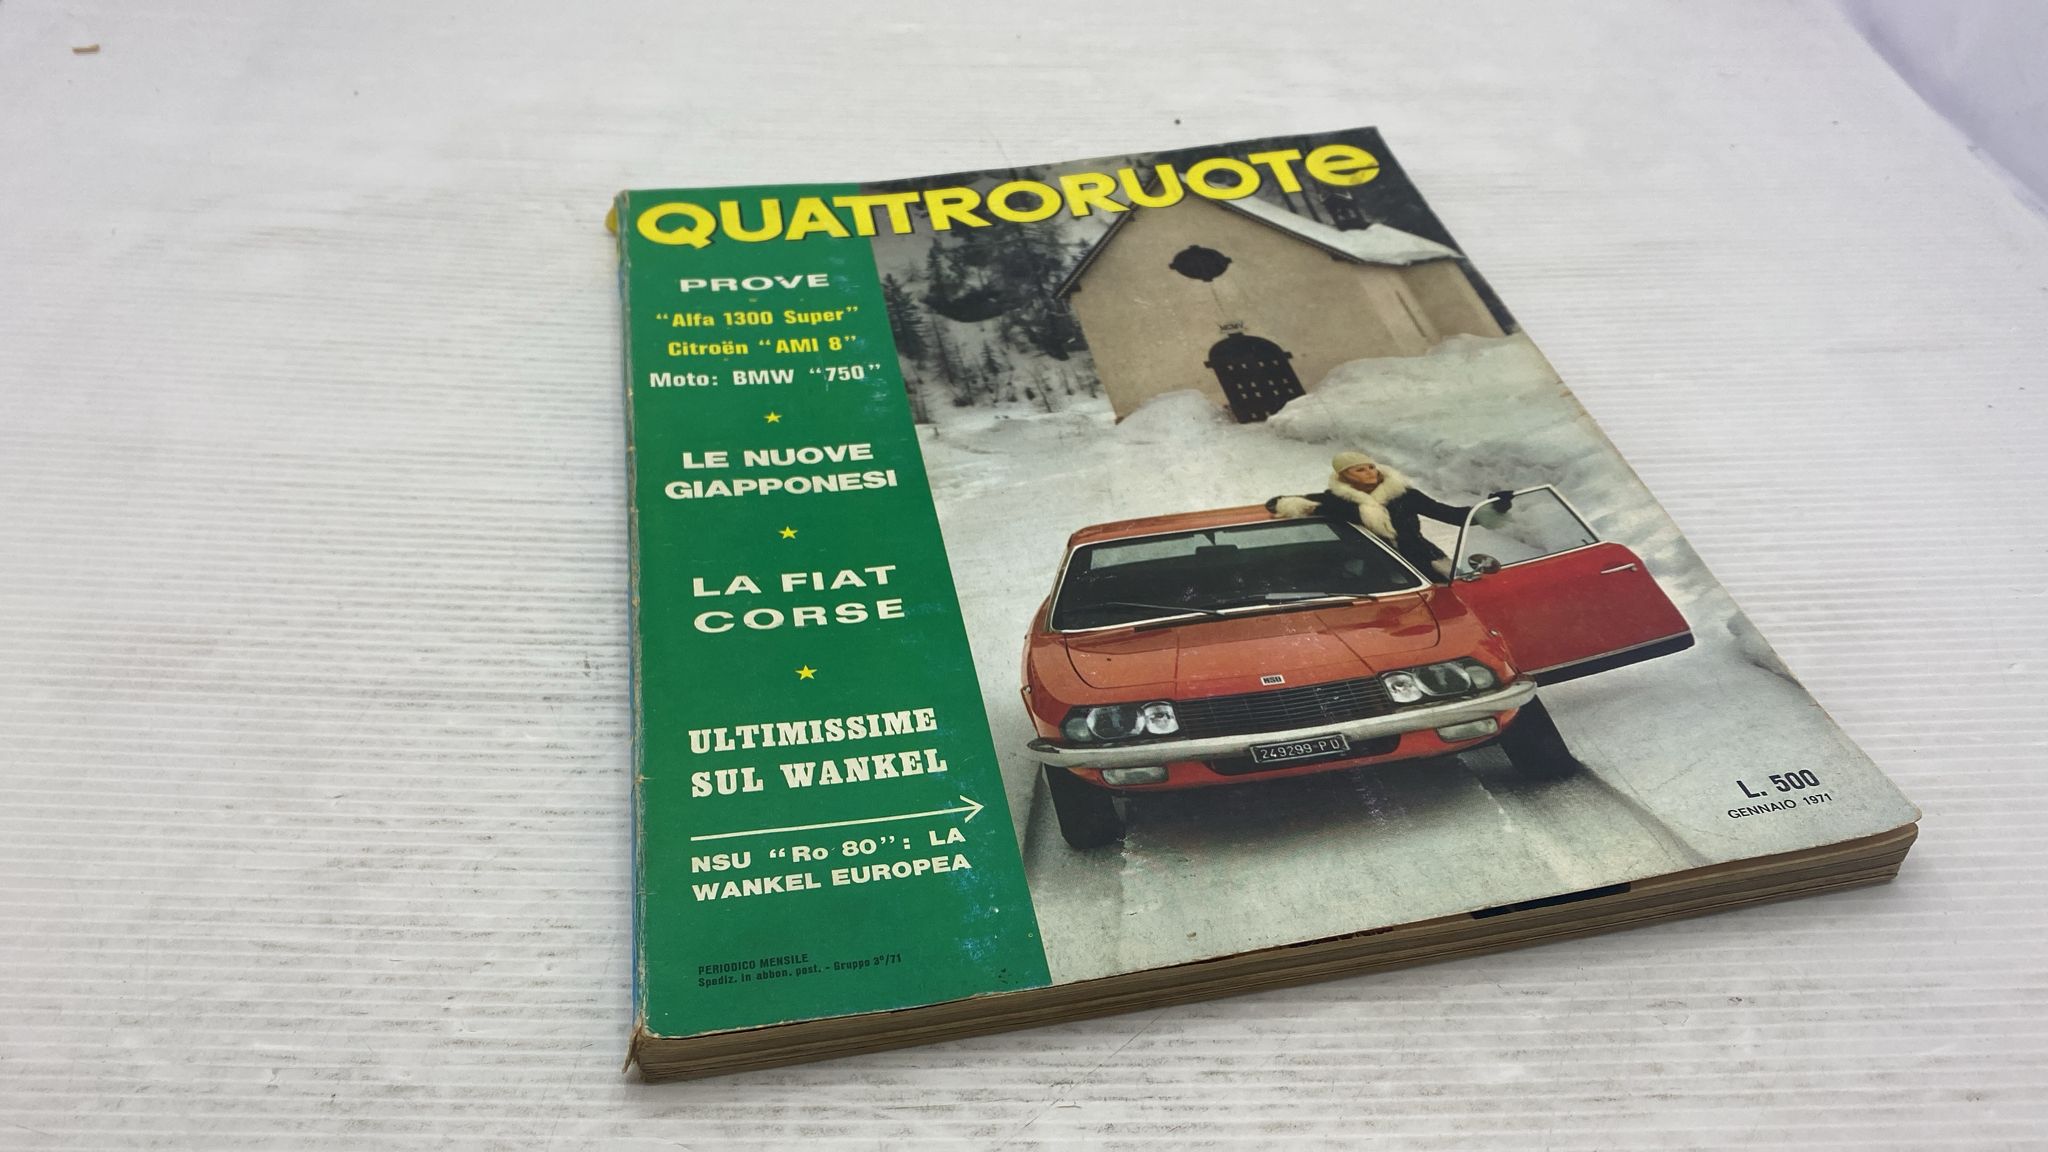 QUATTRORUOTe
PROVE
“Alfa 1300 Super”
Citroën “AMI 8”
Moto: BMW “750”
LE NUOVE
GIAPPONESI
LA FIAT
CORSE
ULTIMISSIME
SUL WANKEL
NSU “Ro 80”: LA
WANKEL EUROPEA
PERIODICO MENSILE
Spediz. in abbon. post. - Gruppo 3°/71
NSU
249299-PD
L. 500
GENNAIO 1971